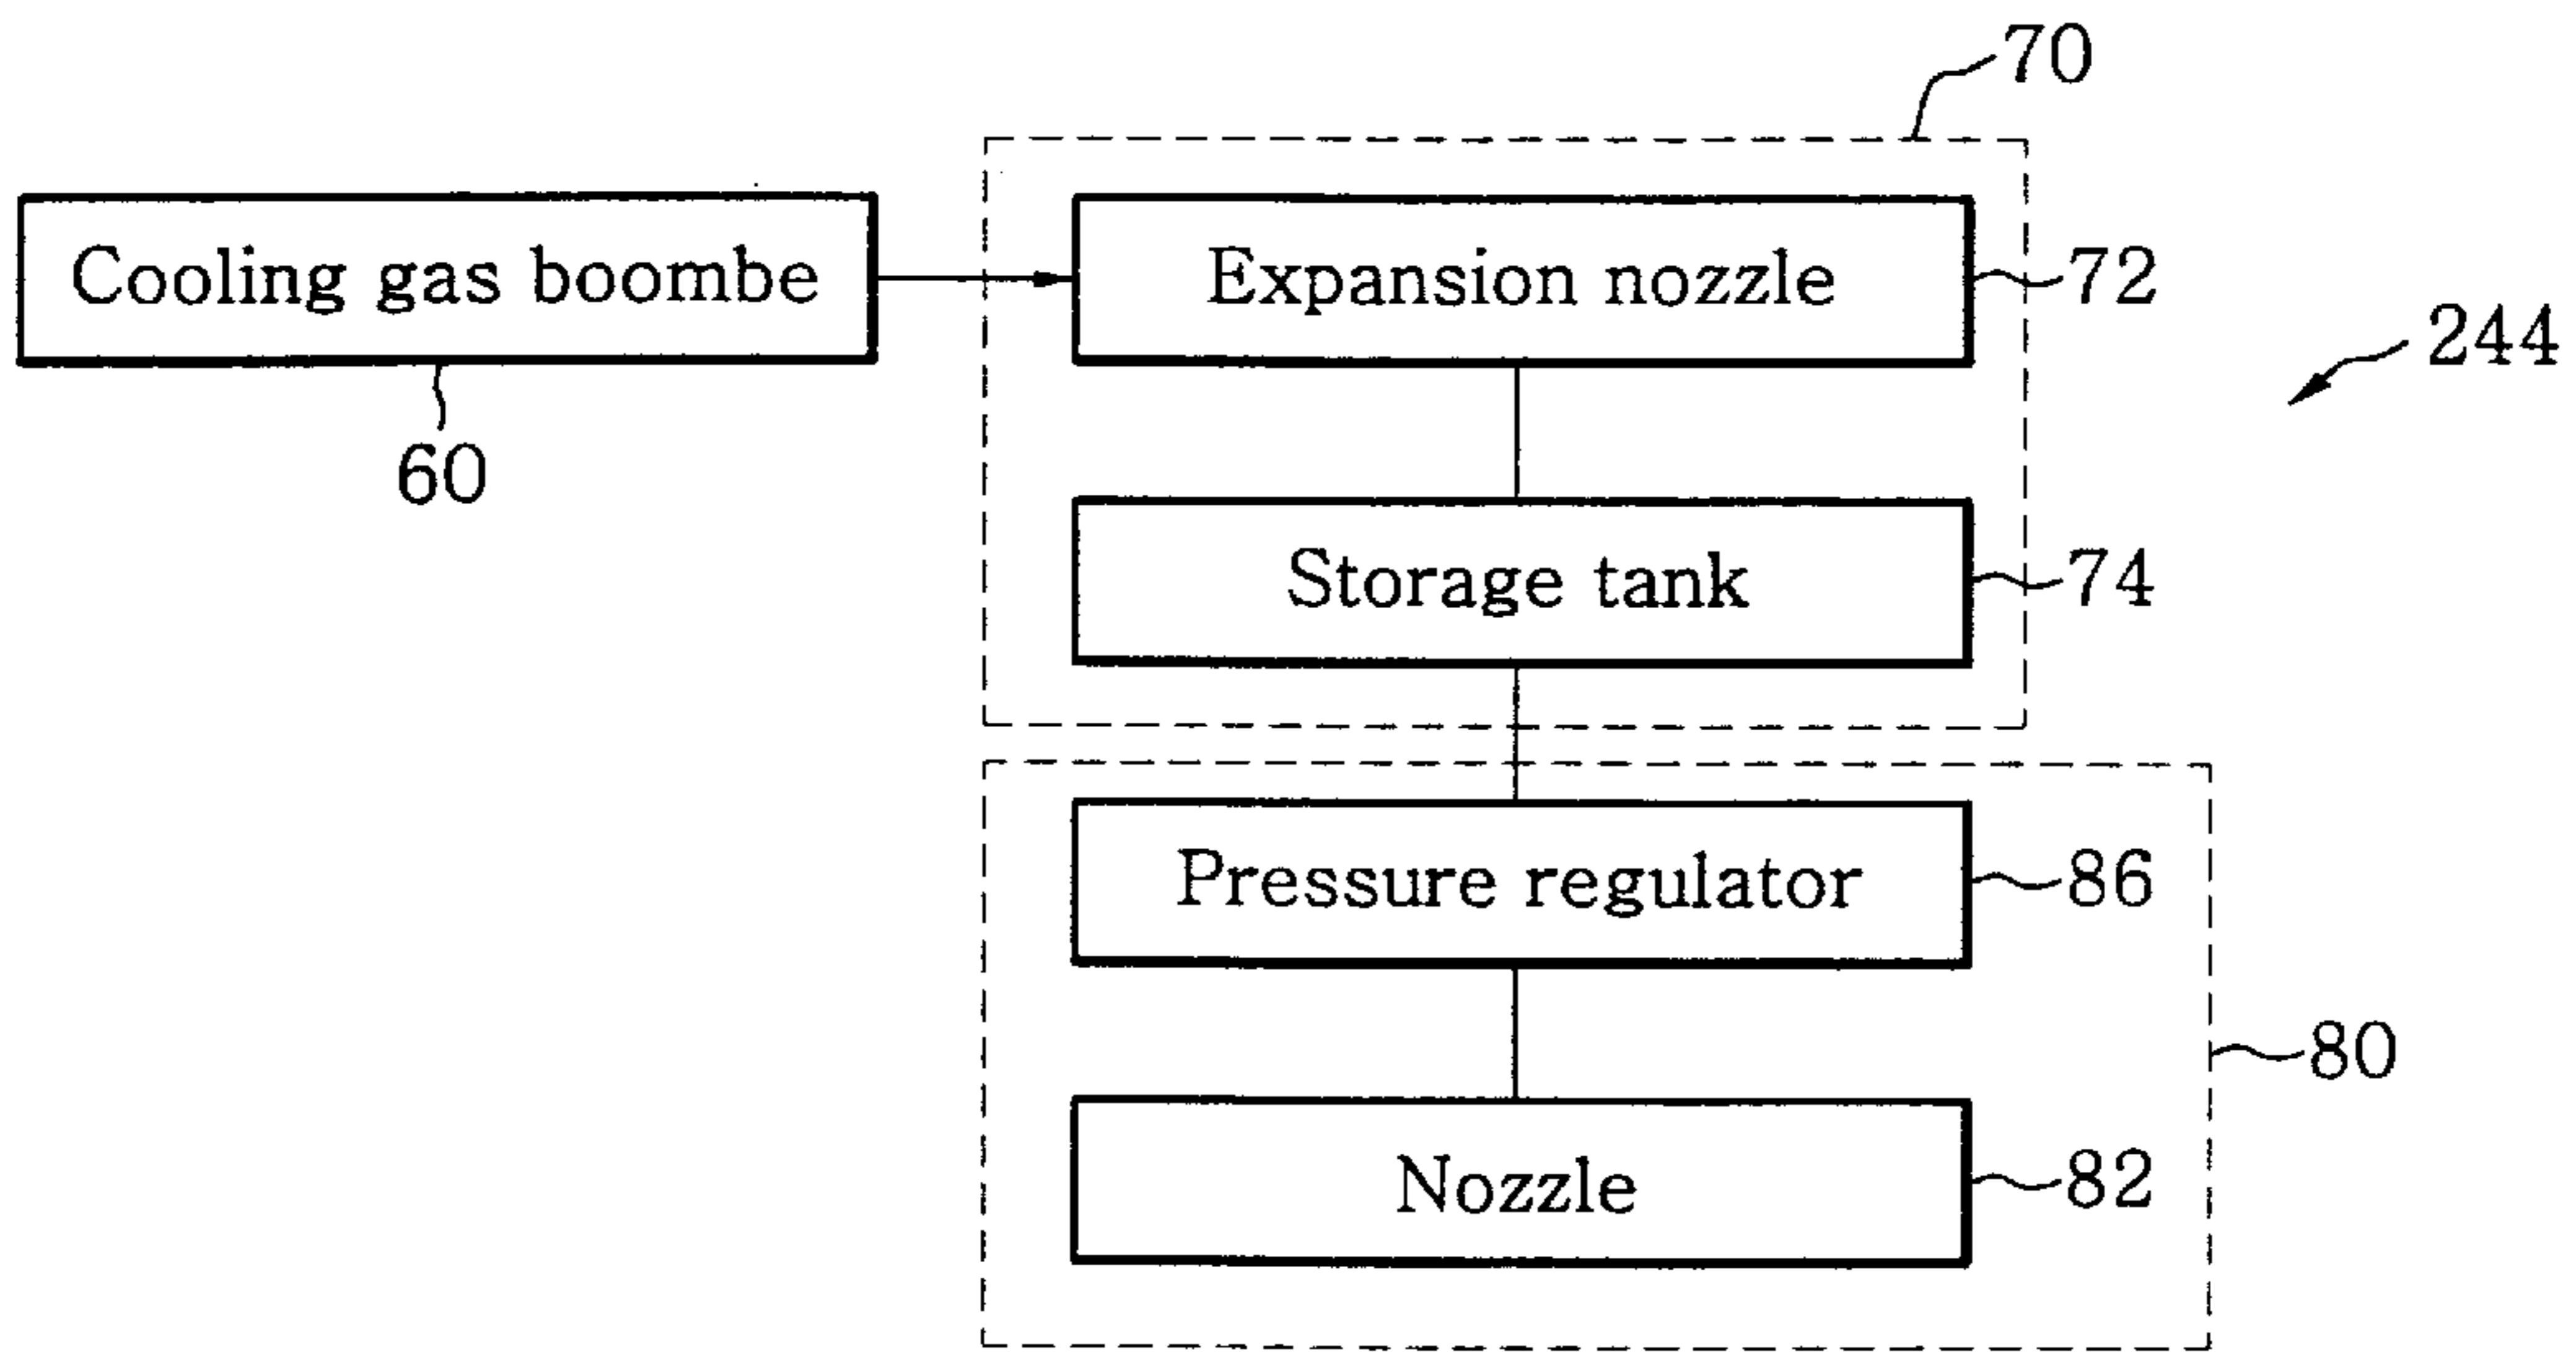 70
Cooling gas boombe
Expansion nozzle
72
244
60
Storage tank
74
Pressure regulator
86
80
Nozzle
82